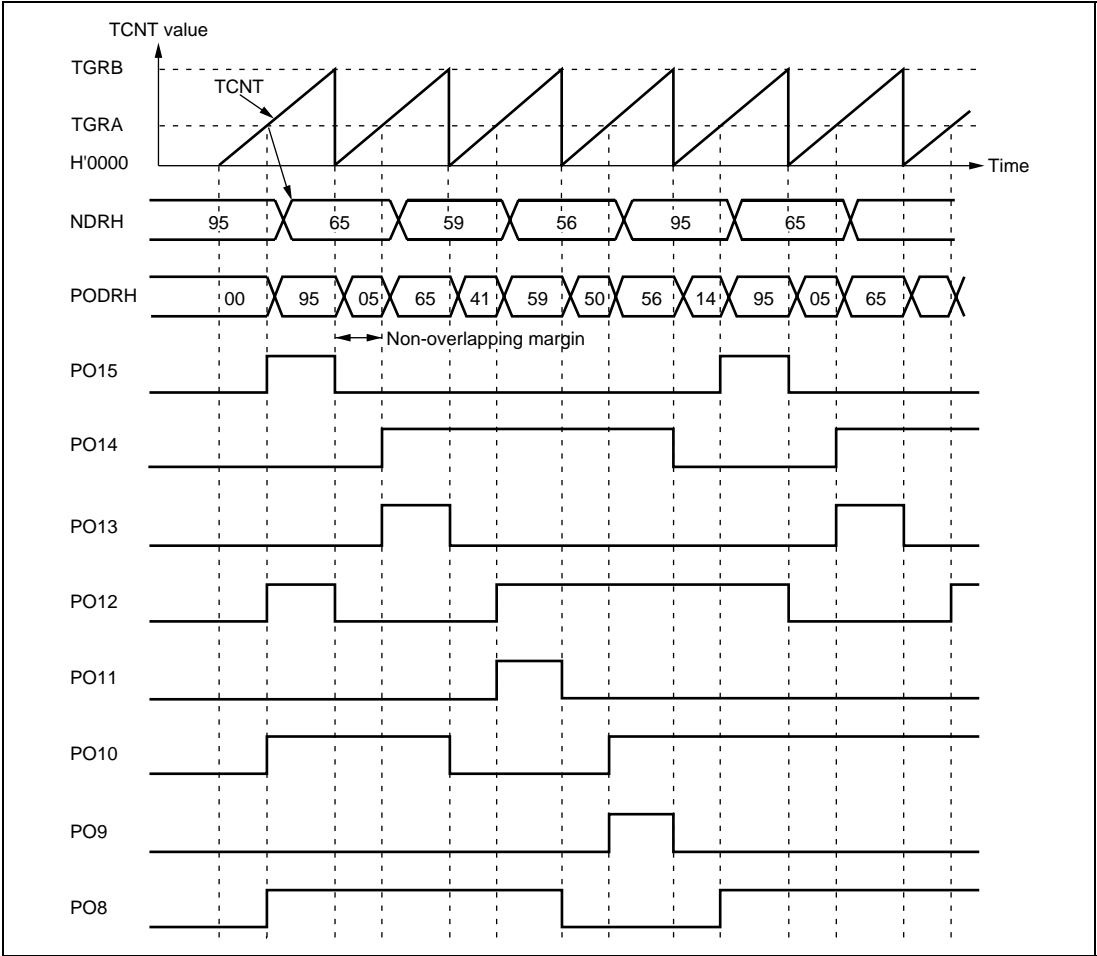 TCNT value
TGRB
TCNT
TGRA
H'0000
Time
NDRH 95 65 59 56 95 65
PODRH 00 95 05 65 41 59 50 56 14 95 05 65
Non-overlapping margin
PO15
PO14
PO13
PO12
PO11
PO10
PO9
PO8